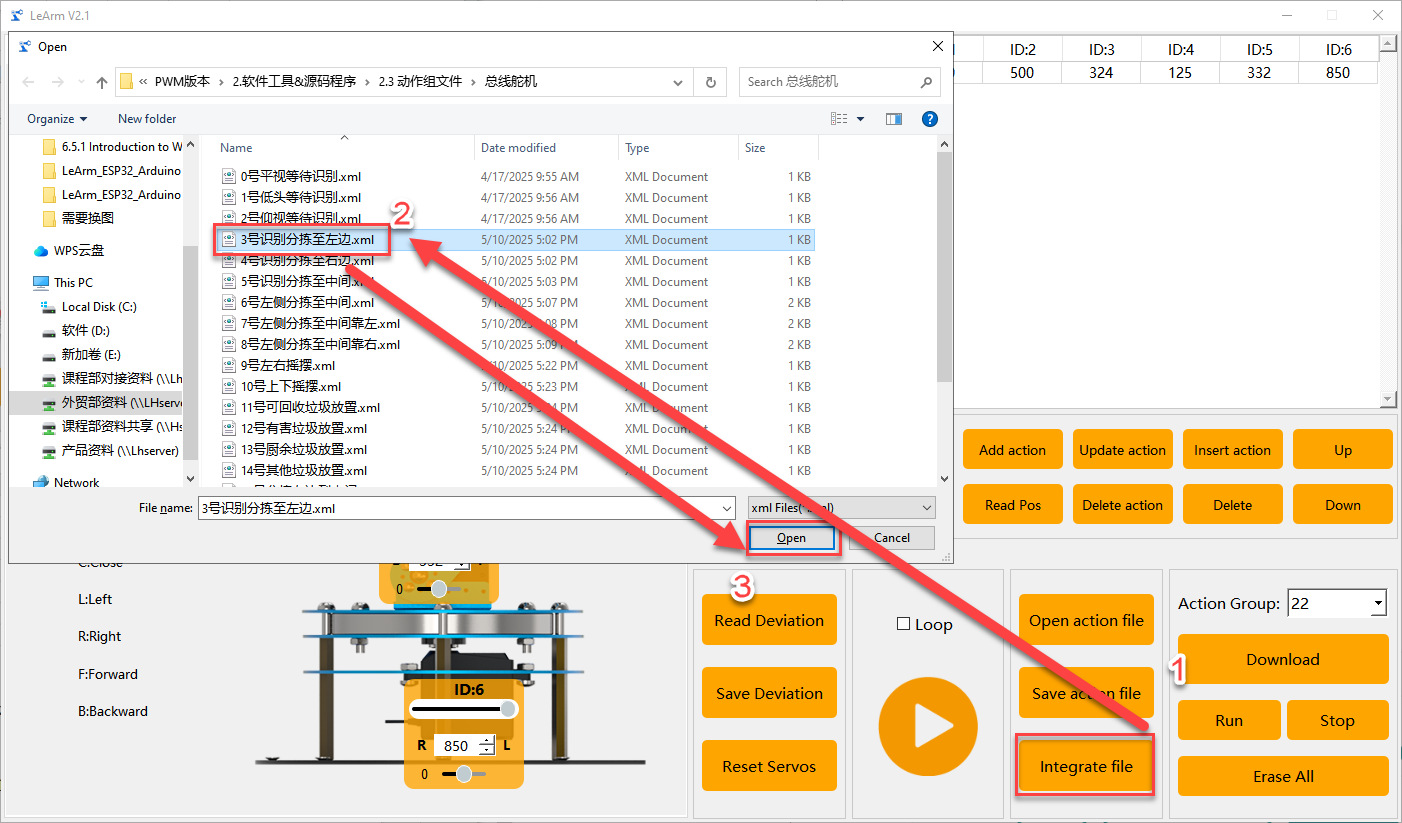 LeArm V2.1
Open
« PWM版本 › 2.软件工具&源码程序 › 2.3 动作组文件 › 总线舵机
Search 总线舵机
Organize
New folder
6.5.1 Introduction to W
LeArm_ESP32_Arduino
LeArm_ESP32_Arduino
需要换图
WPS云盘
This PC
Local Disk (C:)
软件 (D:)
新加卷 (E:)
课程部对接资料 (\\Lh
外贸部资料 (\\LHserve
课程部资料共享 (\\Hs
产品资料 (\\Lhserver)
Network
Name Date modified Type Size
0号平视等待识别.xml 4/17/2025 9:55 AM XML Document 1 KB
1号低头等待识别.xml 4/17/2025 9:56 AM XML Document 1 KB
2号仰视等待识别.xml 4/17/2025 9:56 AM XML Document 1 KB
2
3号识别分拣至左边.xml 5/10/2025 5:02 PM XML Document 1 KB
4号识别分拣至右边.xml 5/10/2025 5:02 PM XML Document 1 KB
5号识别分拣至中间.xml 5/10/2025 5:03 PM XML Document 1 KB
6号左侧分拣至中间.xml 5/10/2025 5:07 PM XML Document 2 KB
7号左侧分拣至中间靠左.xml 5/10/2025 5:08 PM XML Document 2 KB
8号左侧分拣至中间靠右.xml 5/10/2025 5:09 PM XML Document 2 KB
9号左右摇摆.xml 5/10/2025 5:22 PM XML Document 1 KB
10号上下摇摆.xml 5/10/2025 5:23 PM XML Document 1 KB
11号可回收垃圾放置.xml 5/10/2025 5:24 PM XML Document 1 KB
12号有害垃圾放置.xml 5/10/2025 5:24 PM XML Document 1 KB
13号厨余垃圾放置.xml 5/10/2025 5:24 PM XML Document 1 KB
14号其他垃圾放置.xml 5/10/2025 5:24 PM XML Document 1 KB
File name: 3号识别分拣至左边.xml
xml Files(*.xml)
Open
Cancel
3
ID:2 ID:3 ID:4 ID:5 ID:6
500 324 125 332 850
Add action
Update action
Insert action
Up
Read Pos
Delete action
Delete
Down
C:Close
L:Left
R:Right
F:Forward
B:Backward
0
ID:6
R 850 L
0
Read Deviation
Save Deviation
Reset Servos
Loop
Open action file
Save action file
Integrate file
1
Action Group: 22
Download
Run
Stop
Erase All